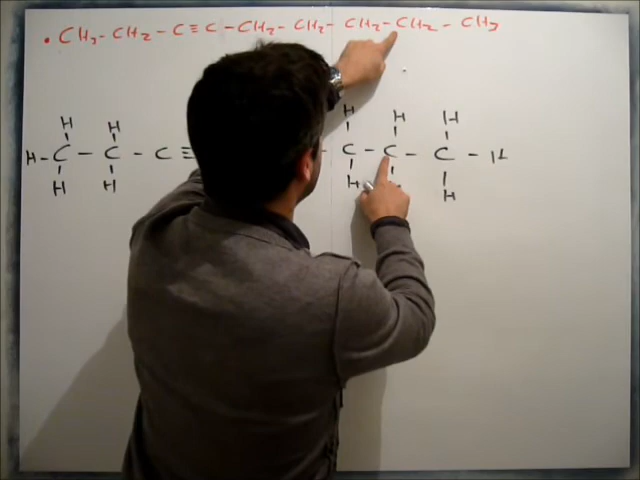 • CH3 - CH2 - C ≡ C - CH2 - CH2 - CH2 - CH2 - CH3
H H H H H
H - C - C - C ≡ - C - C - C - H
H H H H